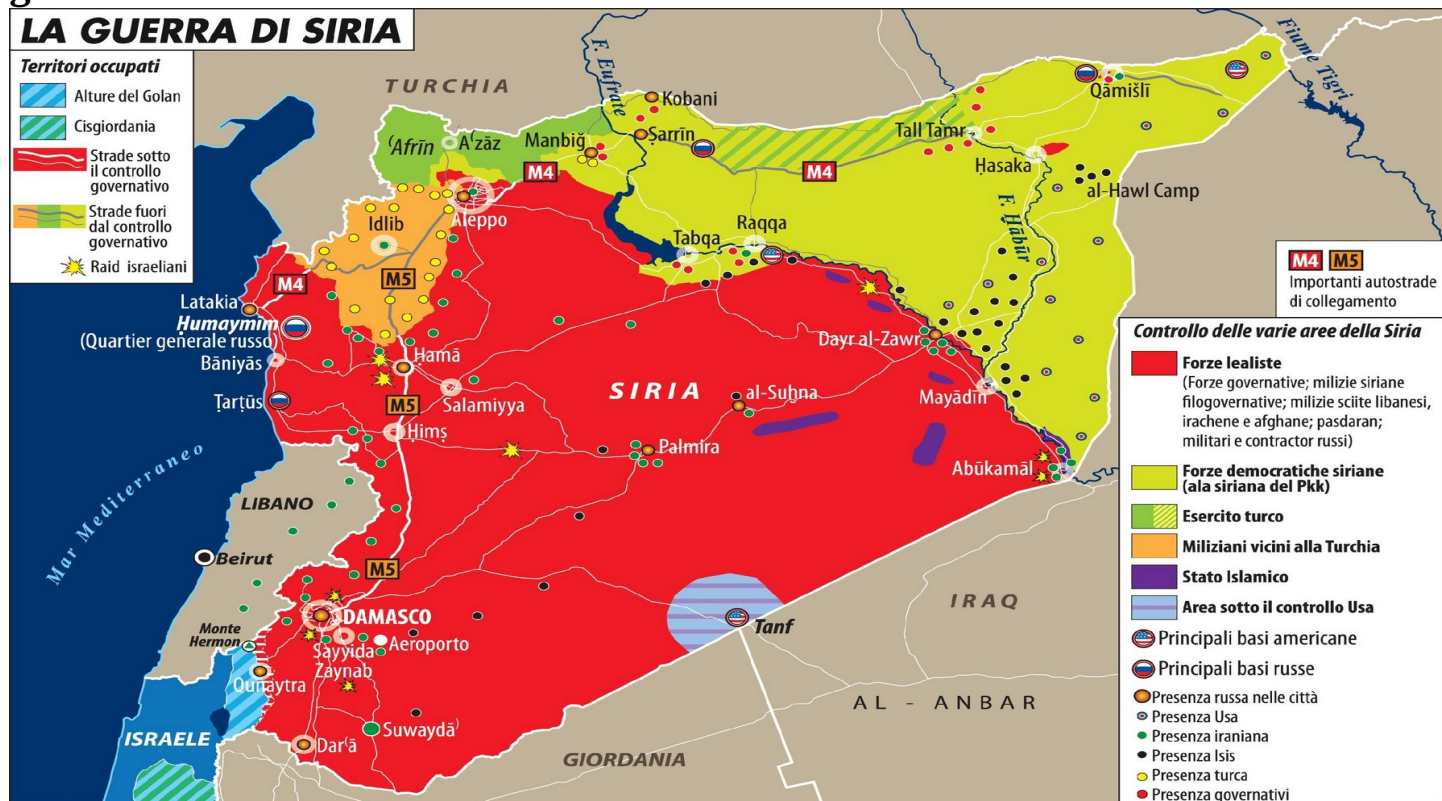 LA GUERRA DI SIRIA
Territori occupati
Alture del Golan
Cisgiordania
Strade sotto
il controllo
governativo
Strade fuori
dal controllo
governativo
Raid israeliani
TURCHIA
F. Eufrate
Fiume Tigri
Kobani
Qāmišlī
(Afrīn
A(zāz
Manbiğ
Ṣarrīn
Tall Tamr
M4
M4
Ḥasaka
al-Hawl Camp
F. Ḫābūr
Aleppo
Idlib
Tabqa
Raqqa
M5
M4
Latakia
Ḥumaymim
(Quartier generale russo)
Bāniyās
Ṭarṭūs
Ḥamā
Salamiyya
M5
Ḥimṣ
SIRIA
al-Suḫna
Palmira
Dayr al-Zawr
Mayādīn
Abūkamāl
Mar Mediterraneo
LIBANO
Beirut
M5
DAMASCO
Monte
Hermon
Sayyida
Zaynab
Aeroporto
Qunaytra
Suwaydā)
Dar(ā
ISRAELE
Tanf
IRAQ
AL - ANBAR
GIORDANIA
M4 M5
Importanti autostrade
di collegamento
Controllo delle varie aree della Siria
Forze lealiste
(Forze governative; milizie siriane
filogovernative; milizie sciite libanesi,
irachene e afghane; pasdaran;
militari e contractor russi)
Forze democratiche siriane
(ala siriana del Pkk)
Esercito turco
Miliziani vicini alla Turchia
Stato Islamico
Area sotto il controllo Usa
Principali basi americane
Principali basi russe
Presenza russa nelle città
Presenza Usa
Presenza iraniana
Presenza Isis
Presenza turca
Presenza governativi